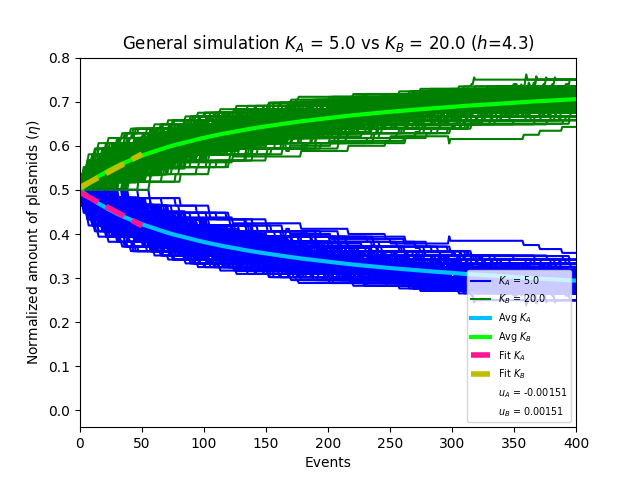 General simulation K_A = 5.0 vs K_B = 20.0 (h=4.3)
Normalized amount of plasmids (η)
0.8
0.7
0.6
0.5
0.4
0.3
0.2
0.1
0.0
K_A = 5.0
K_B = 20.0
Avg K_A
Avg K_B
Fit K_A
Fit K_B
u_A = -0.00151
u_B = 0.00151
0 50 100 150 200 250 300 350 400
Events